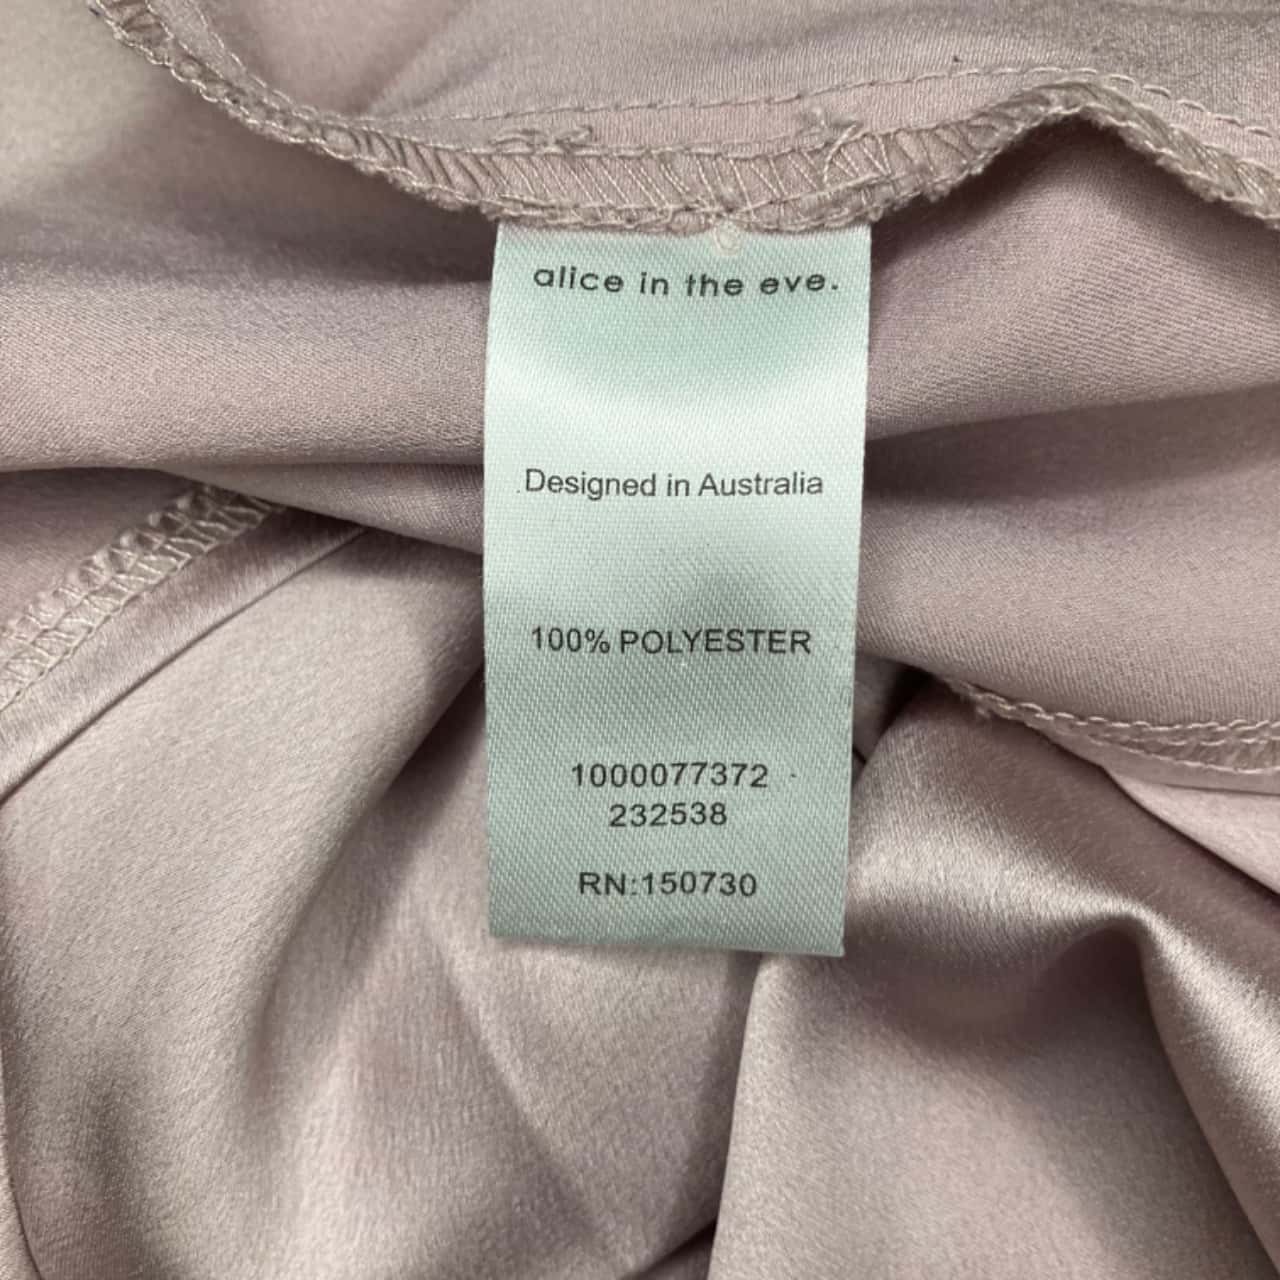 alice in the eve.
Designed in Australia
100% POLYESTER
1000077372
232538
RN:150730